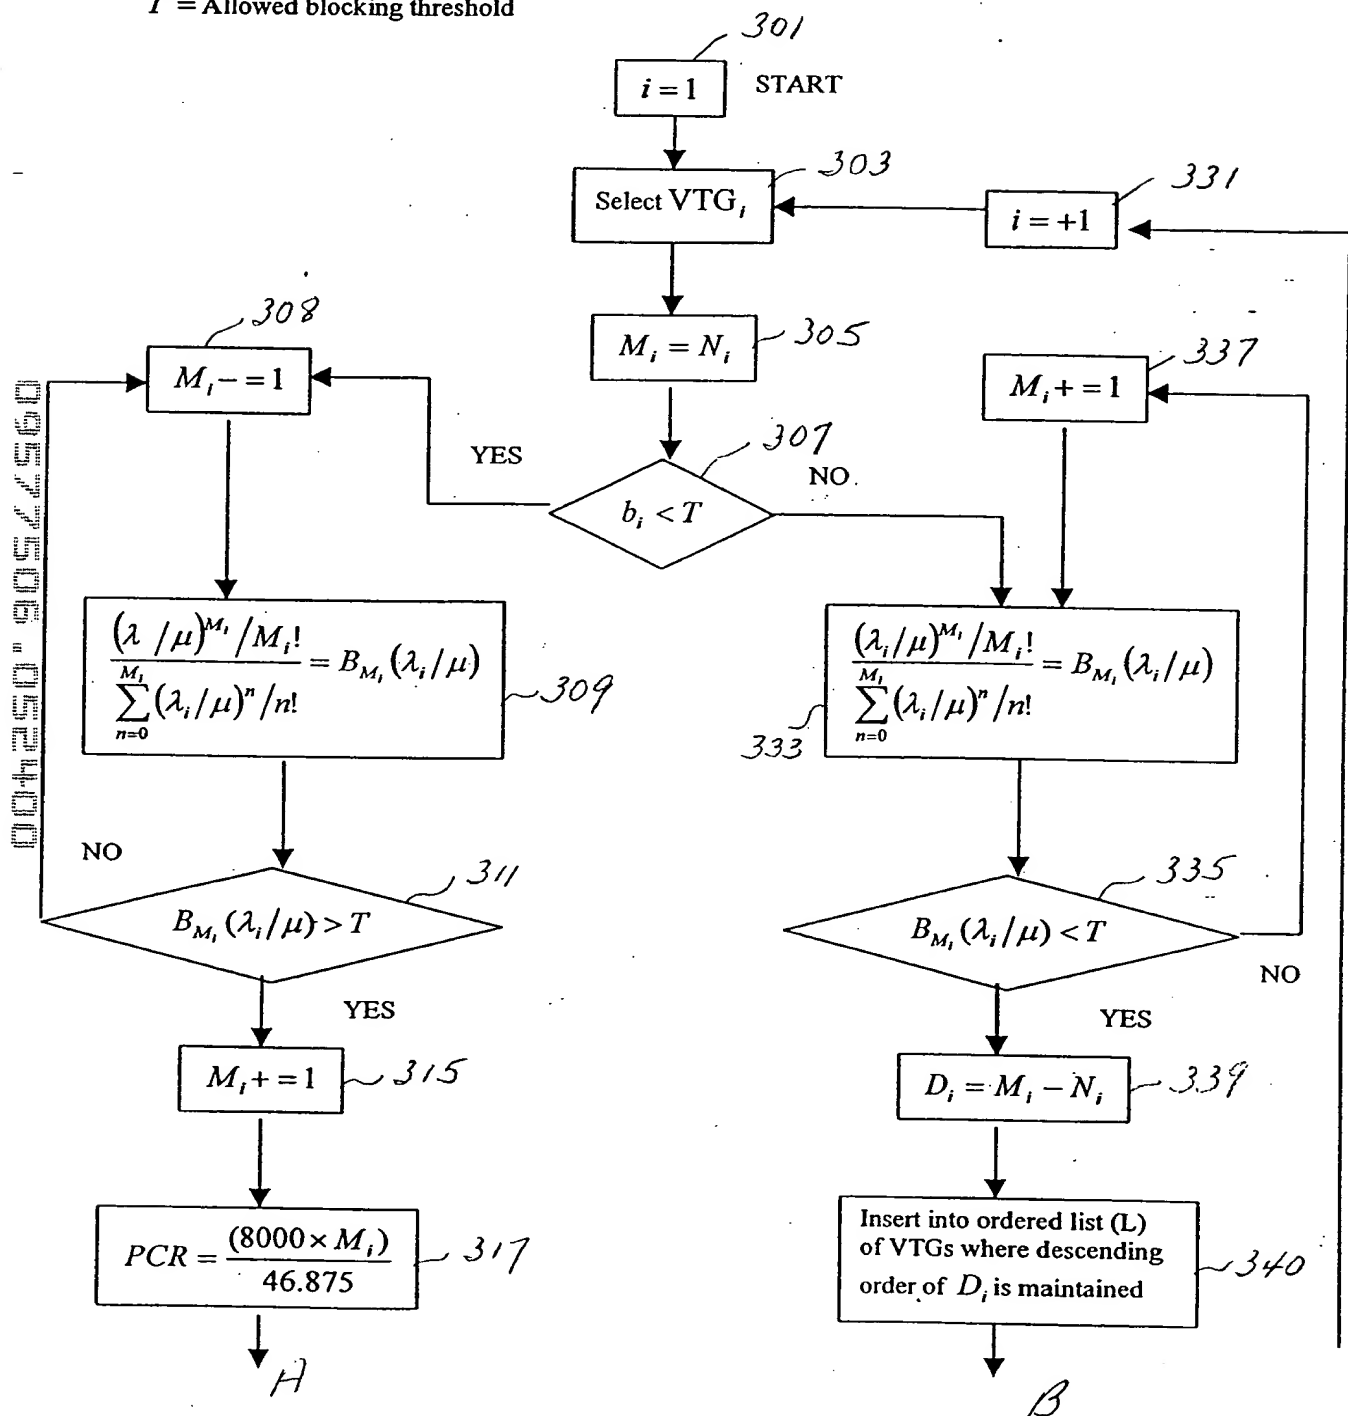 T = Allowed blocking threshold
301
i = 1 START
303
Select VTG_i
331
i = +1
308
M_i - = 1
M_i = N_i
305
337
M_i + = 1
YES
307
NO
b_i < T
(λ /μ)^{M_i} / M_i!
∑_{n=0}^{M_i} (λ_i/μ)^n / n!
= B_{M_i}(λ_i/μ)
309
(λ_i/μ)^{M_i} / M_i!
∑_{n=0}^{M_i} (λ_i/μ)^n / n!
= B_{M_i}(λ_i/μ)
333
09577506.052400
NO
311
B_{M_i}(λ_i/μ) > T
335
B_{M_i}(λ_i/μ) < T
NO
YES
YES
M_i + = 1
315
D_i = M_i - N_i
339
PCR = (8000 × M_i) / 46.875
317
Insert into ordered list (L)
of VTGs where descending
order of D_i is maintained
340
A
B